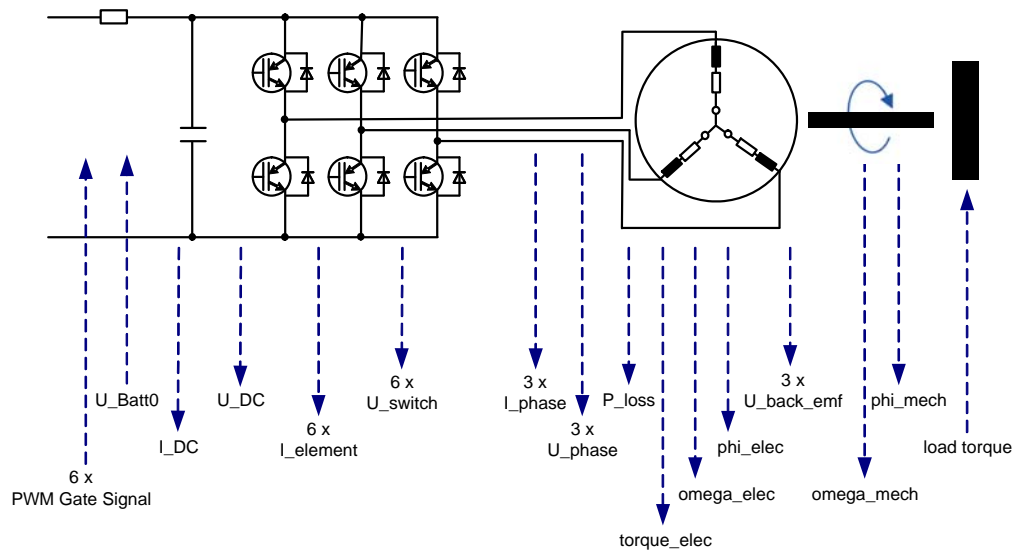 U_Batt0
U_DC
6 x
U_switch
3 x
I_phase
P_loss
3 x
U_back_emf
phi_mech
I_DC
6 x
I_element
3 x
U_phase
phi_elec
load torque
6 x
PWM Gate Signal
omega_elec
omega_mech
torque_elec